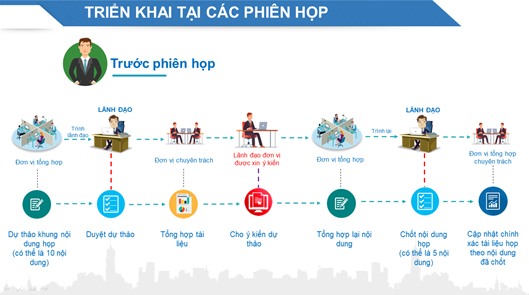 TRIỂN KHAI TẠI CÁC PHIÊN HỌP
Trước phiên họp
LÃNH ĐẠO
LÃNH ĐẠO
Trình
lãnh đạo
Trình lại
Đơn vị tổng hợp
Đơn vị chuyên trách
Lãnh đạo đơn vị
được xin ý kiến
Đơn vị tổng hợp
Đơn vị tổng hợp
chuyên trách
Dự thảo khung nội
dung họp
(có thể là 10 nội
dung)
Duyệt dự thảo
Tổng hợp tài
liệu
Cho ý kiến dự
thảo
Tổng hợp lại nội
dung
Chốt nội dung
họp
(có thể là 5 nội
dung)
Cập nhật chính
xác tài liệu họp
theo nội dung
đã chốt